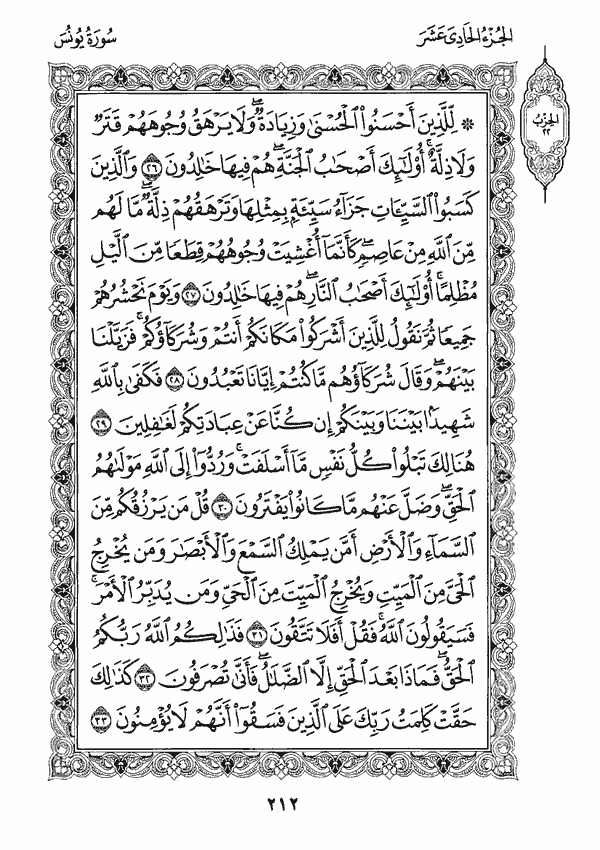 الجُزْءُ الحَادِىَ عَشَرَ
سُورَةُ يُونُسَ
الحِزْبُ
٢٢
۞ لِّلَّذِينَ أَحْسَنُوا۟ ٱلْحُسْنَىٰ وَزِيَادَةٌۭ ۖ وَلَا يَرْهَقُ وُجُوهَهُمْ قَتَرٌۭ
وَلَا ذِلَّةٌ ۚ أُو۟لَٰٓئِكَ أَصْحَٰبُ ٱلْجَنَّةِ ۖ هُمْ فِيهَا خَٰلِدُونَ ٢٦ وَٱلَّذِينَ
كَسَبُوا۟ ٱلسَّيِّـَٔاتِ جَزَآءُ سَيِّئَةٍۭ بِمِثْلِهَا وَتَرْهَقُهُمْ ذِلَّةٌۭ ۖ مَّا لَهُم
مِّنَ ٱللَّهِ مِنْ عَاصِمٍۢ ۖ كَأَنَّمَآ أُغْشِيَتْ وُجُوهُهُمْ قِطَعًۭا مِّنَ ٱلَّيْلِ
مُظْلِمًا ۚ أُو۟لَٰٓئِكَ أَصْحَٰبُ ٱلنَّارِ ۖ هُمْ فِيهَا خَٰلِدُونَ ٢٧ وَيَوْمَ نَحْشُرُهُمْ
جَمِيعًۭا ثُمَّ نَقُولُ لِلَّذِينَ أَشْرَكُوا۟ مَكَانَكُمْ أَنتُمْ وَشُرَكَآؤُكُمْ ۚ فَزَيَّلْنَا
بَيْنَهُمْ ۖ وَقَالَ شُرَكَآؤُهُم مَّا كُنتُمْ إِيَّانَا تَعْبُدُونَ ٢٨ فَكَفَىٰ بِٱللَّهِ
شَهِيدًۢا بَيْنَنَا وَبَيْنَكُمْ إِن كُنَّا عَنْ عِبَادَتِكُمْ لَغَٰفِلِينَ ٢٩
هُنَالِكَ تَبْلُوا۟ كُلُّ نَفْسٍۢ مَّآ أَسْلَفَتْ ۚ وَرُدُّوٓا۟ إِلَى ٱللَّهِ مَوْلَىٰهُمُ
ٱلْحَقِّ ۖ وَضَلَّ عَنْهُم مَّا كَانُوا۟ يَفْتَرُونَ ٣٠ قُلْ مَن يَرْزُقُكُم مِّنَ
ٱلسَّمَآءِ وَٱلْأَرْضِ أَمَّن يَمْلِكُ ٱلسَّمْعَ وَٱلْأَبْصَٰرَ وَمَن يُخْرِجُ
ٱلْحَىَّ مِنَ ٱلْمَيِّتِ وَيُخْرِجُ ٱلْمَيِّتَ مِنَ ٱلْحَىِّ وَمَن يُدَبِّرُ ٱلْأَمْرَ ۚ
فَسَيَقُولُونَ ٱللَّهُ ۚ فَقُلْ أَفَلَا تَتَّقُونَ ٣١ فَذَٰلِكُمُ ٱللَّهُ رَبُّكُمُ
ٱلْحَقُّ ۖ فَمَاذَا بَعْدَ ٱلْحَقِّ إِلَّا ٱلضَّلَٰلُ ۖ فَأَنَّىٰ تُصْرَفُونَ ٣٢ كَذَٰلِكَ
حَقَّتْ كَلِمَتُ رَبِّكَ عَلَى ٱلَّذِينَ فَسَقُوٓا۟ أَنَّهُمْ لَا يُؤْمِنُونَ ٣٣
٢١٢